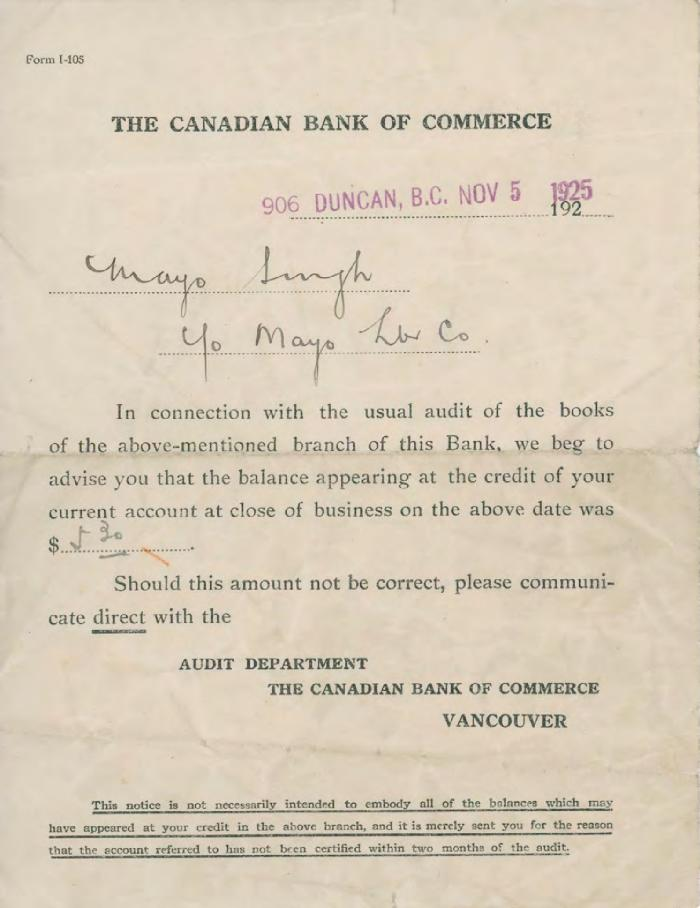 Form I-105
THE CANADIAN BANK OF COMMERCE
906 DUNCAN, B.C. NOV 5 1925
192
Mayo Singh
c/o Mayo Lbr Co.
In connection with the usual audit of the books
of the above-mentioned branch of this Bank, we beg to
advise you that the balance appearing at the credit of your
current account at close of business on the above date was
$ 5 30
Should this amount not be correct, please communi-
cate direct with the
AUDIT DEPARTMENT
THE CANADIAN BANK OF COMMERCE
VANCOUVER
This notice is not necessarily intended to embody all of the balances which may
have appeared at your credit in the above branch, and it is merely sent you for the reason
that the account referred to has not been certified within two months of the audit.